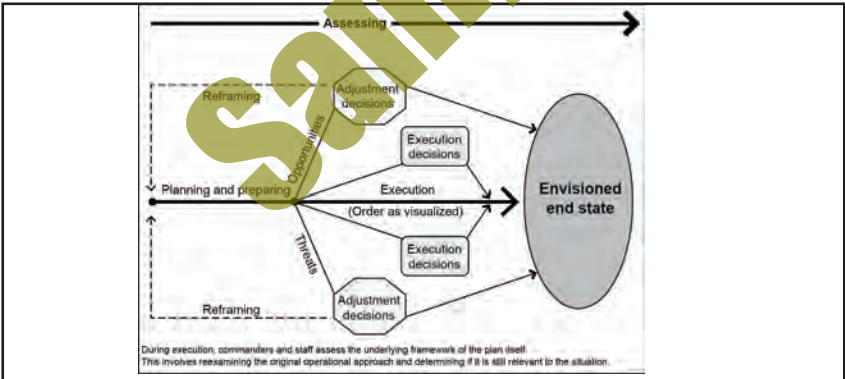 Assessing
Reframing
Adjustment
decisions
Opportunities
Execution
decisions
Planning and preparing
Execution
(Order as visualized)
Envisioned
end state
Threats
Execution
decisions
Reframing
Adjustment
decisions
During execution, commanders and staff assess the underlying framework of the plan itself.
This involves reexamining the original operational approach and determining if it is still relevant to the situation.